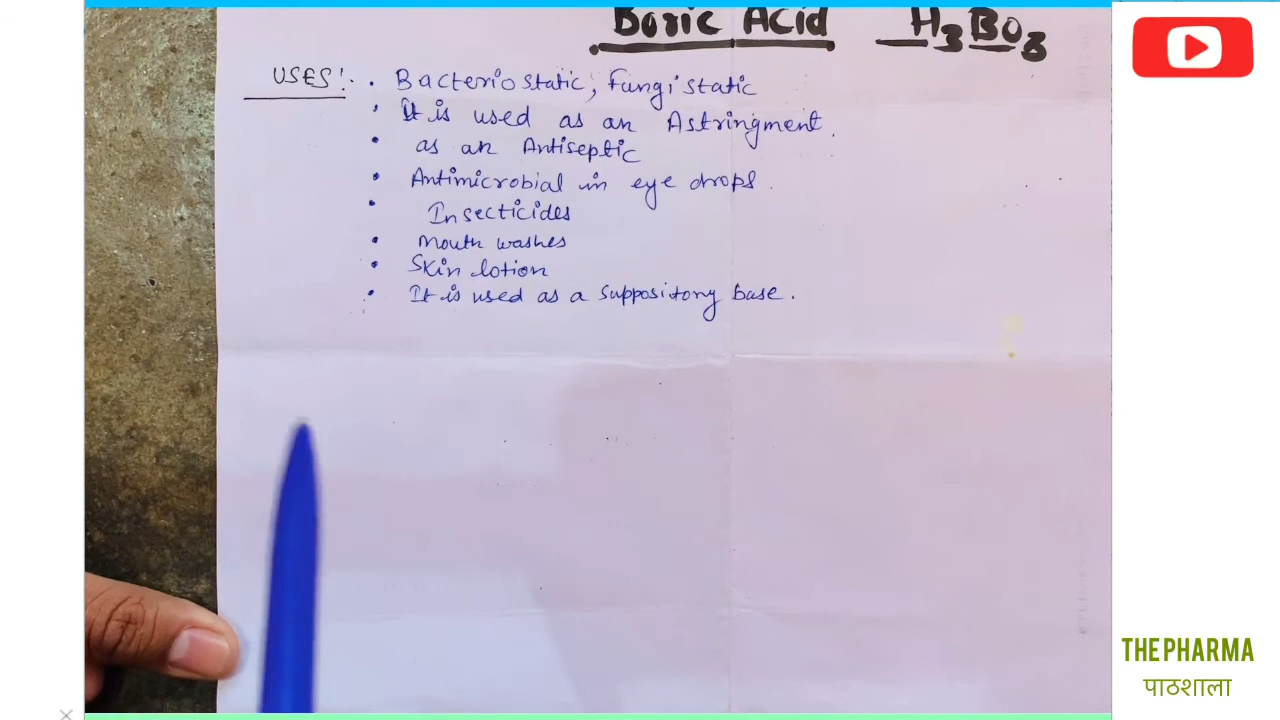 Boric Acid H3BO3
USES:. . Bacteriostatic, Fungistatic
. It is used as an Astringment.
. as an Antiseptic
. Antimicrobial in eye drops.
. Insecticides
. Mouth washes
. Skin lotion
. It is used as a suppository base.
THE PHARMA
पाठशाला